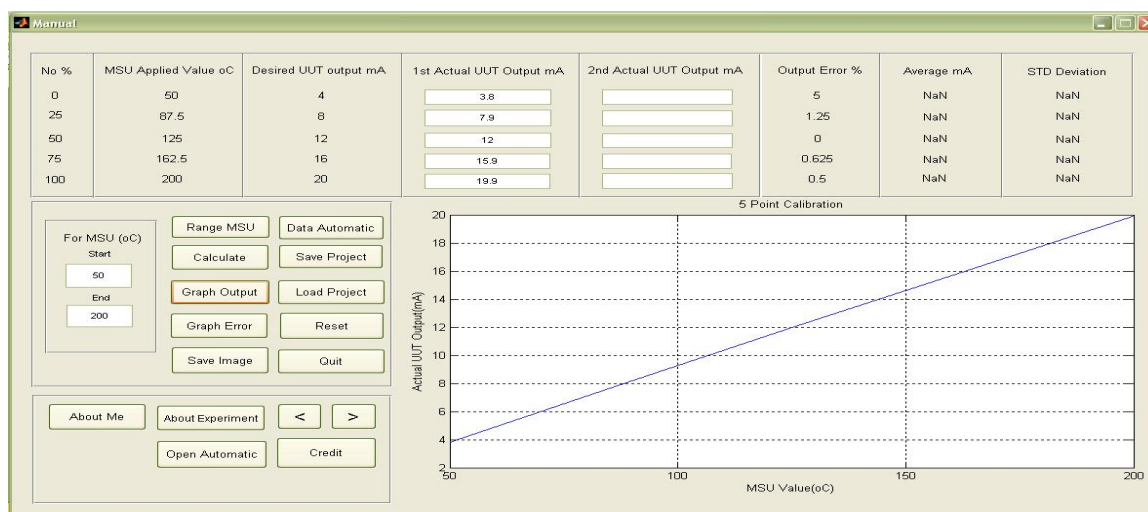 Manual
No % MSU Applied Value oC Desired UUT output mA 1st Actual UUT Output mA 2nd Actual UUT Output mA Output Error % Average mA STD Deviation
0 50 4 3.8 5 NaN NaN
25 87.5 8 7.9 1.25 NaN NaN
50 125 12 12 0 NaN NaN
75 162.5 16 15.9 0.625 NaN NaN
100 200 20 19.9 0.5 NaN NaN
For MSU (oC)
Start
50
End
200
Range MSU Data Automatic
Calculate Save Project
Graph Output Load Project
Graph Error Reset
Save Image Quit
About Me About Experiment < >
Open Automatic Credit
5 Point Calibration
Actual UUT Output(mA)
20
18
16
14
12
10
8
6
4
2
50 100 150 200
MSU Value(oC)